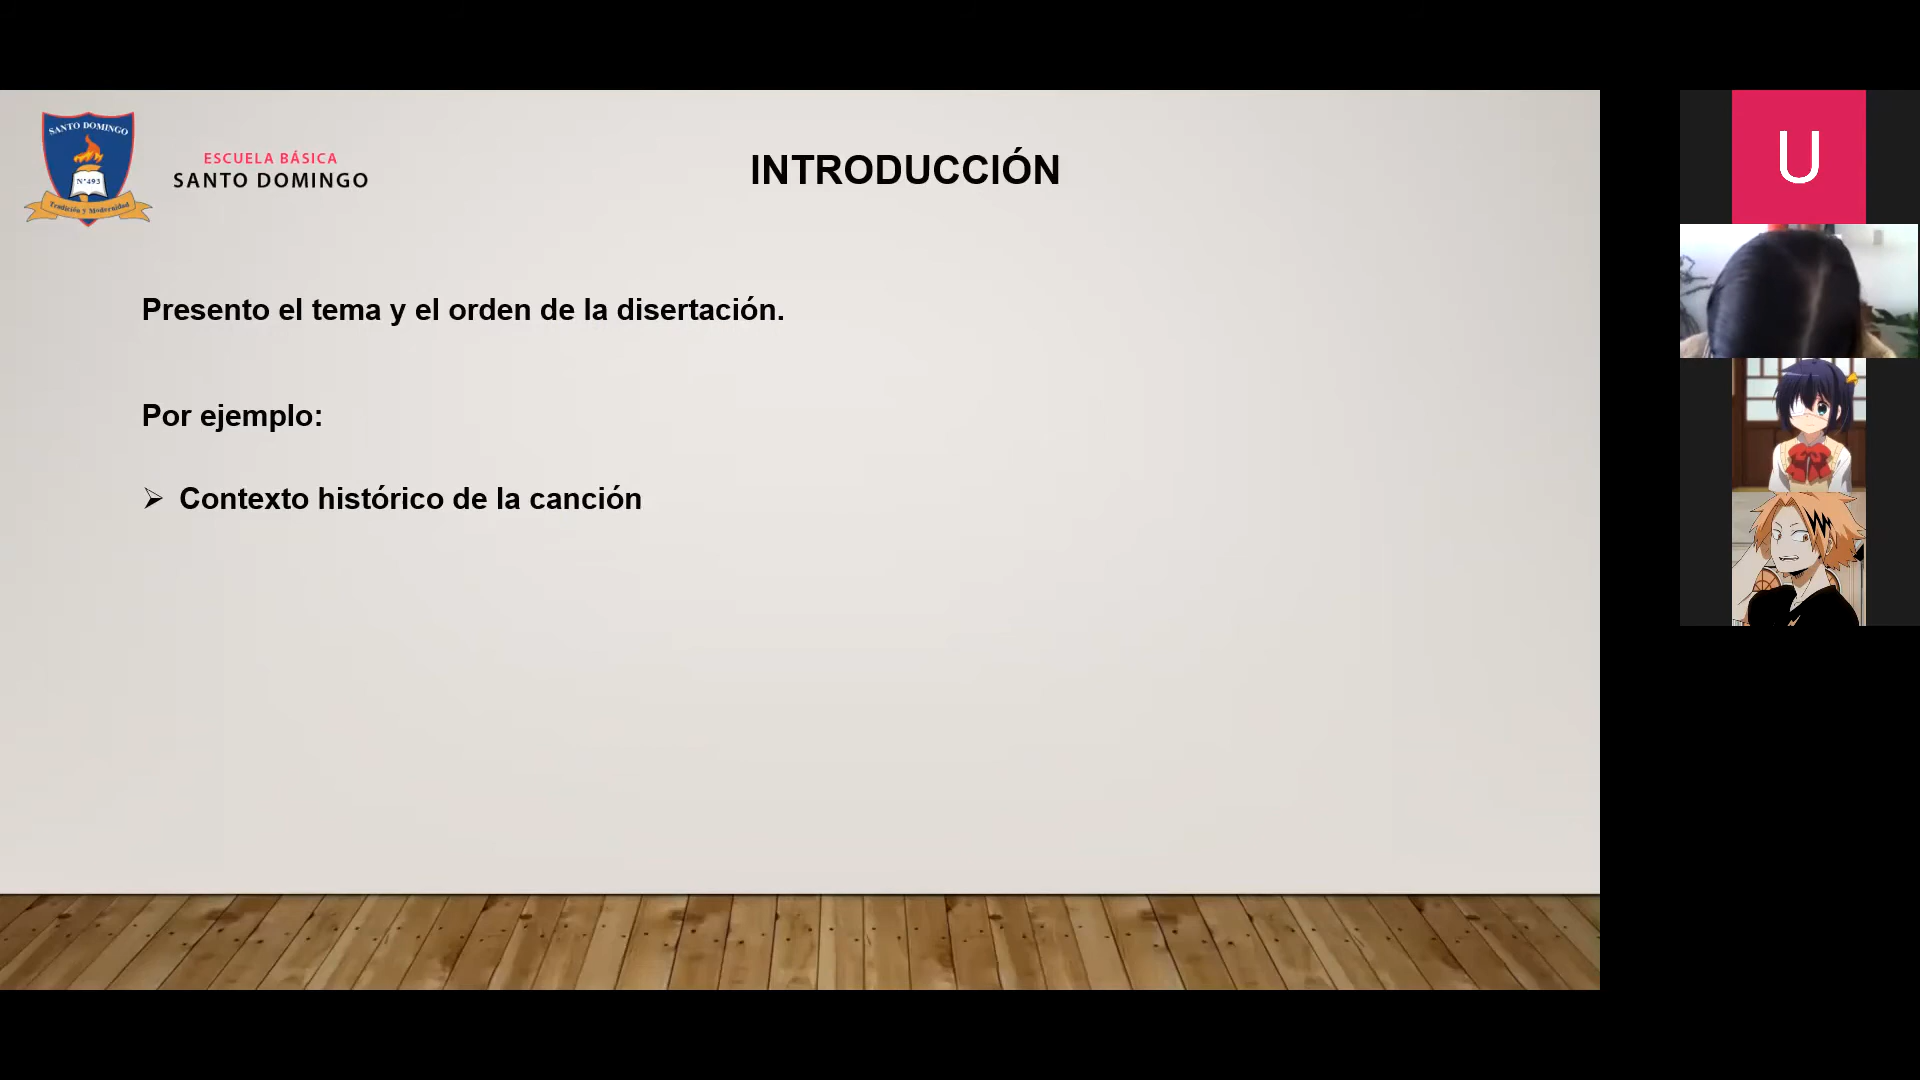 SANTO DOMINGO
N°493
Tradición y Modernidad
ESCUELA BÁSICA
SANTO DOMINGO
INTRODUCCIÓN
U
Presento el tema y el orden de la disertación.
Por ejemplo:
➢ Contexto histórico de la canción